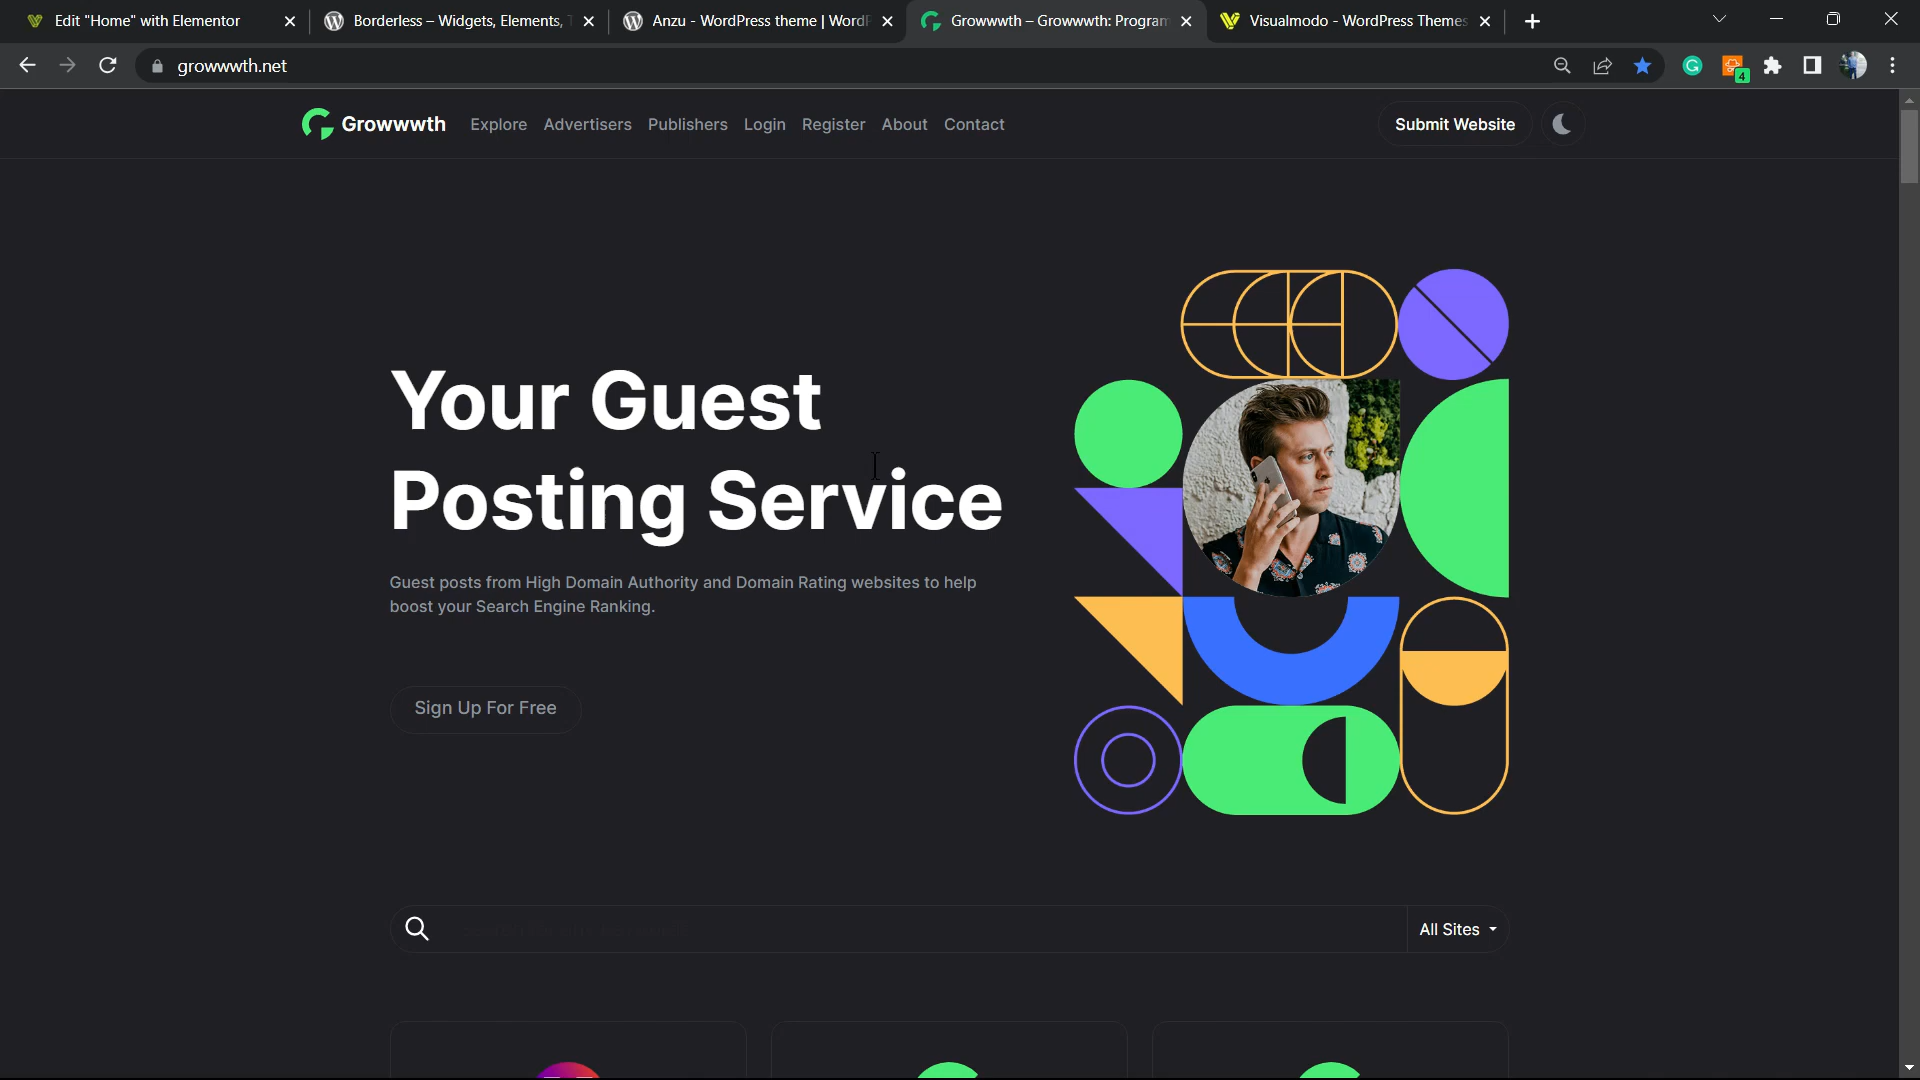 Edit "Home" with Elementor
Borderless – Widgets, Elements,
Anzu - WordPress theme | Word
Growwwth – Growwwth: Program
Visualmodo - WordPress Themes
growwwth.net
4
Growwwth Explore Advertisers Publishers Login Register About Contact Submit Website
Your Guest
Posting Service
Guest posts from High Domain Authority and Domain Rating websites to help
boost your Search Engine Ranking.
Sign Up For Free
All Sites